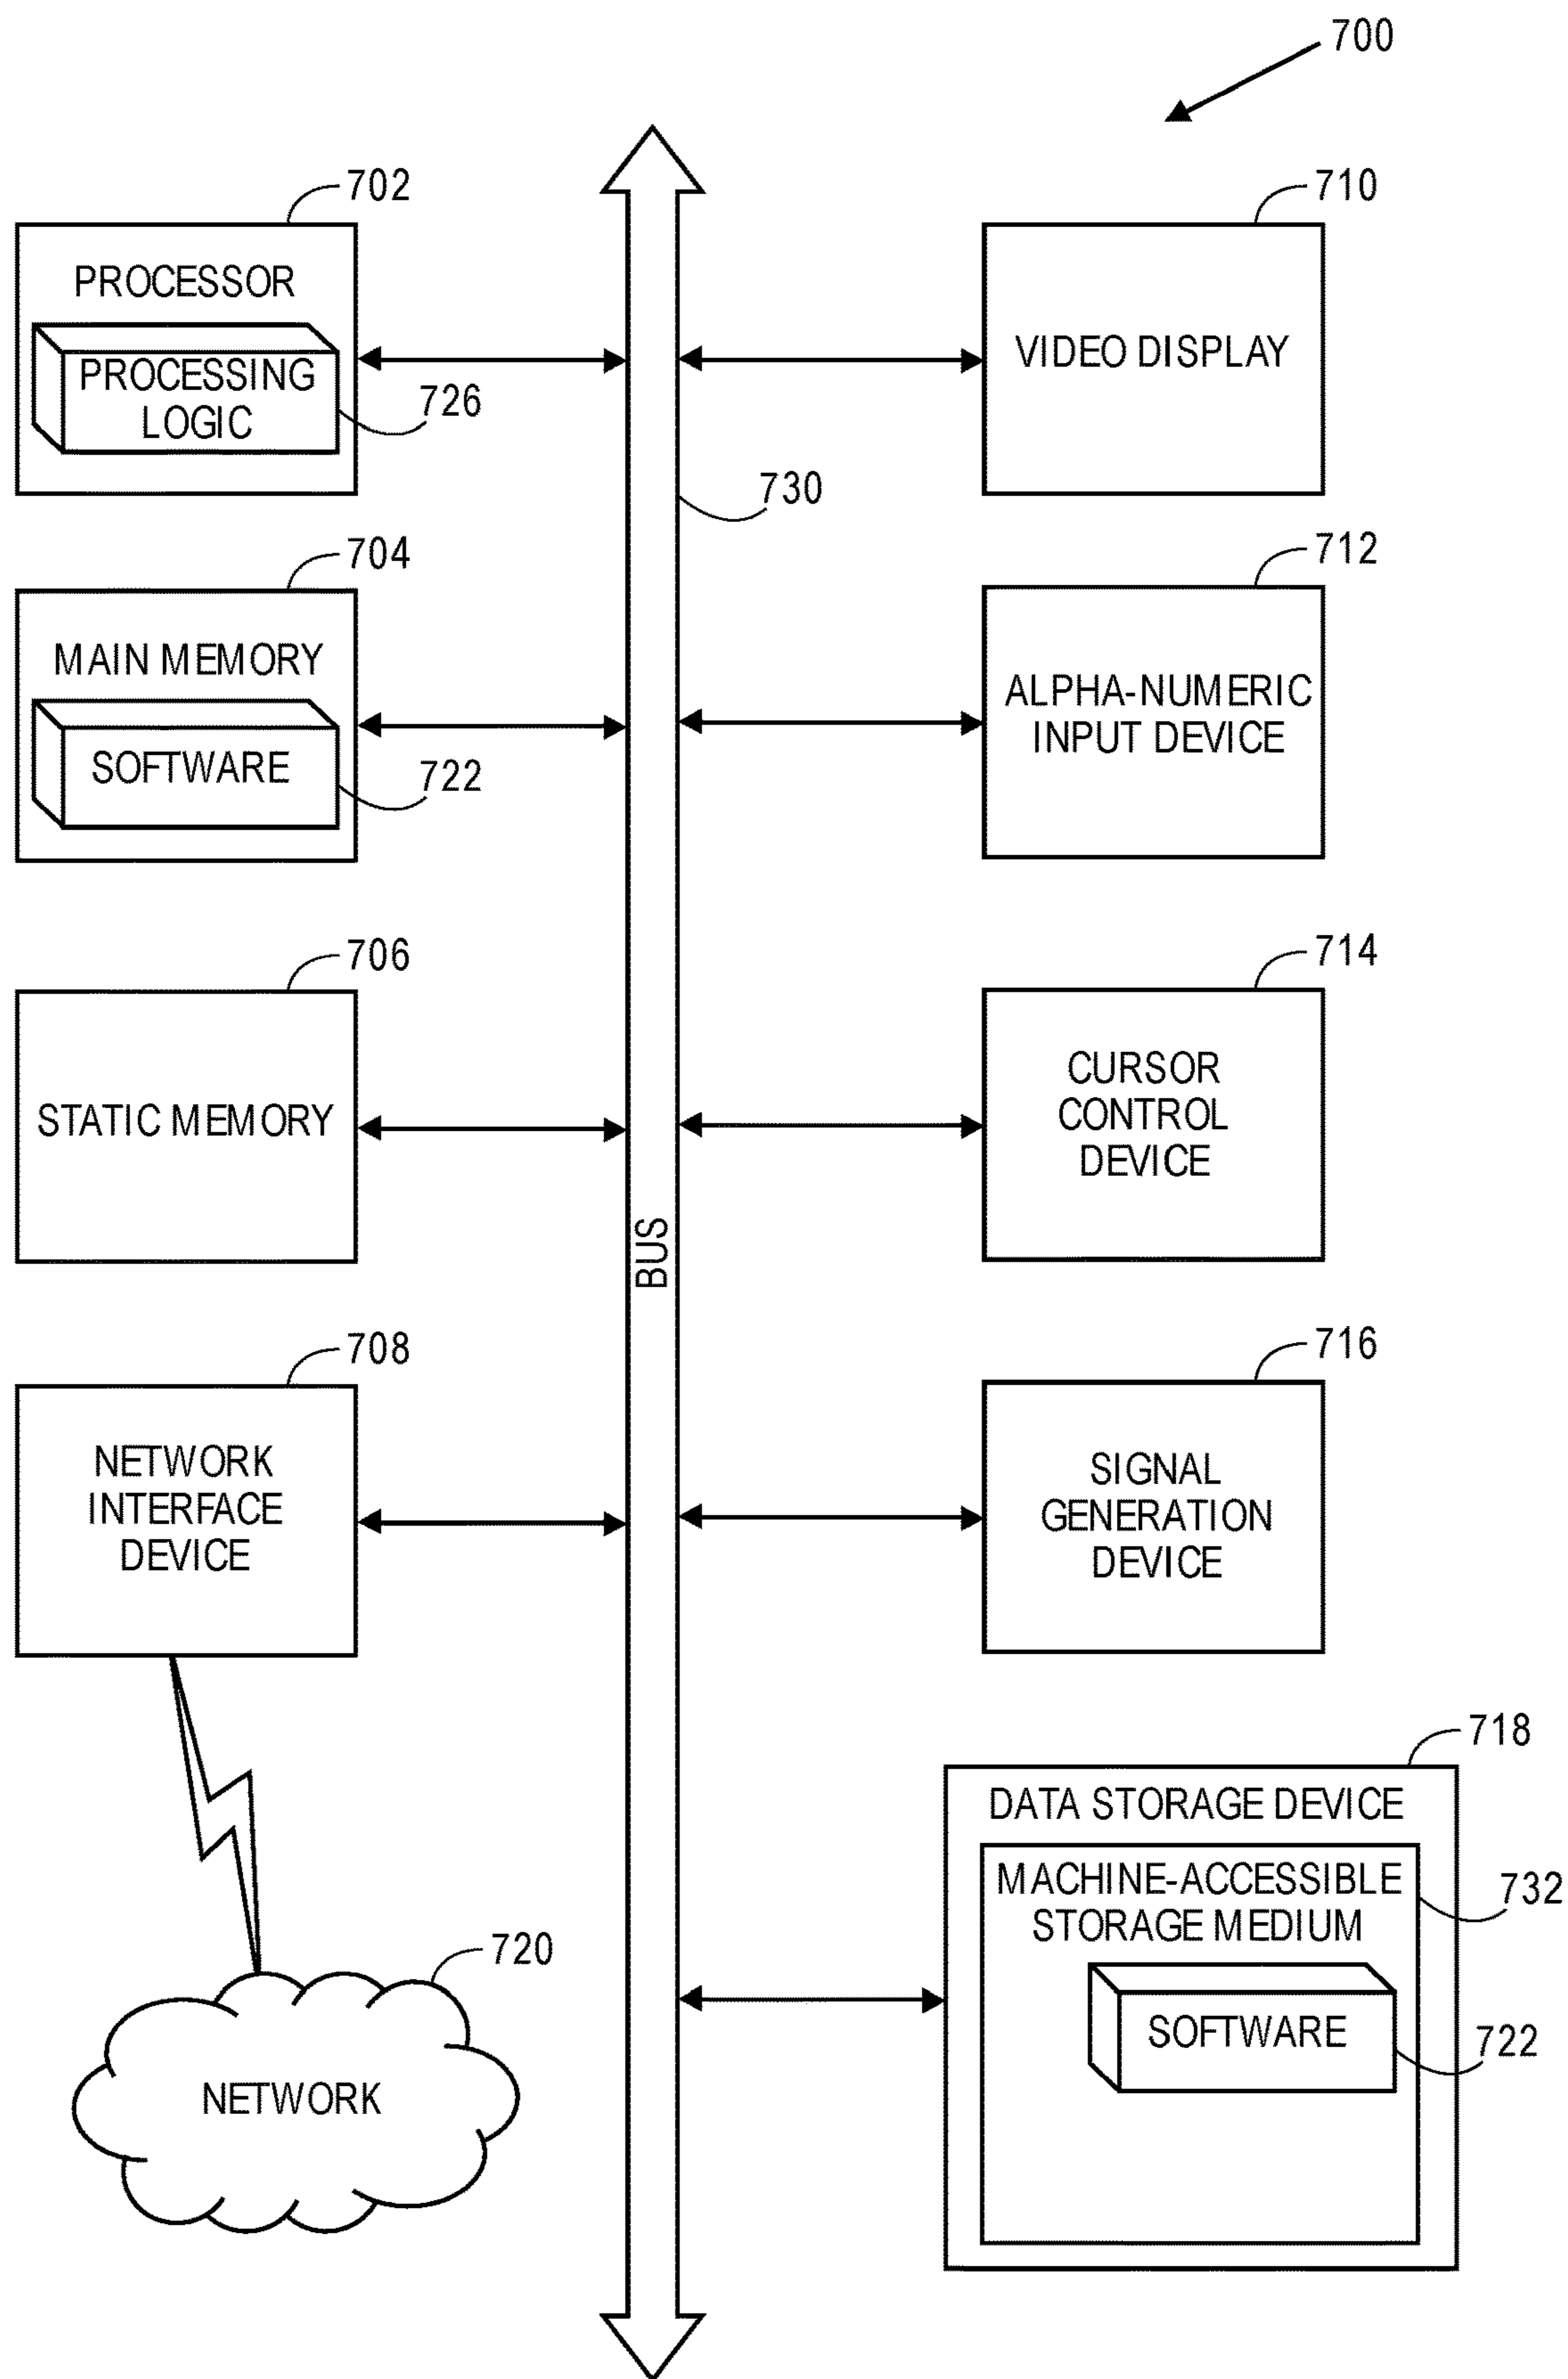 700
702
PROCESSOR
PROCESSING
LOGIC
726
704
MAIN MEMORY
SOFTWARE
722
706
STATIC MEMORY
708
NETWORK
INTERFACE
DEVICE
720
NETWORK
730
BUS
710
VIDEO DISPLAY
712
ALPHA-NUMERIC
INPUT DEVICE
714
CURSOR
CONTROL
DEVICE
716
SIGNAL
GENERATION
DEVICE
718
DATA STORAGE DEVICE
MACHINE-ACCESSIBLE
STORAGE MEDIUM
732
SOFTWARE
722